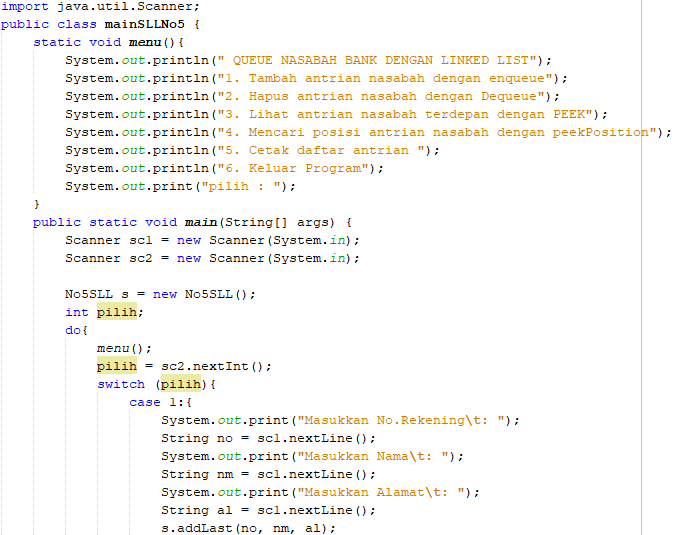 import java.util.Scanner;
public class mainSLLNo5 {
static void menu(){
System.out.println(" QUEUE NASABAH BANK DENGAN LINKED LIST");
System.out.println("1. Tambah antrian nasabah dengan enqueue");
System.out.println("2. Hapus antrian nasabah dengan Dequeue");
System.out.println("3. Lihat antrian nasabah terdepan dengan PEEK");
System.out.println("4. Mencari posisi antrian nasabah dengan peekPosition");
System.out.println("5. Cetak daftar antrian ");
System.out.println("6. Keluar Program");
System.out.print("pilih : ");
}
public static void main(String[] args) {
Scanner sc1 = new Scanner(System.in);
Scanner sc2 = new Scanner(System.in);
No5SLL s = new No5SLL();
int pilih;
do{
menu();
pilih = sc2.nextInt();
switch (pilih){
case 1:{
System.out.print("Masukkan No.Rekening\t: ");
String no = sc1.nextLine();
System.out.print("Masukkan Nama\t: ");
String nm = sc1.nextLine();
System.out.print("Masukkan Alamat\t: ");
String al = sc1.nextLine();
s.addLast(no, nm, al);